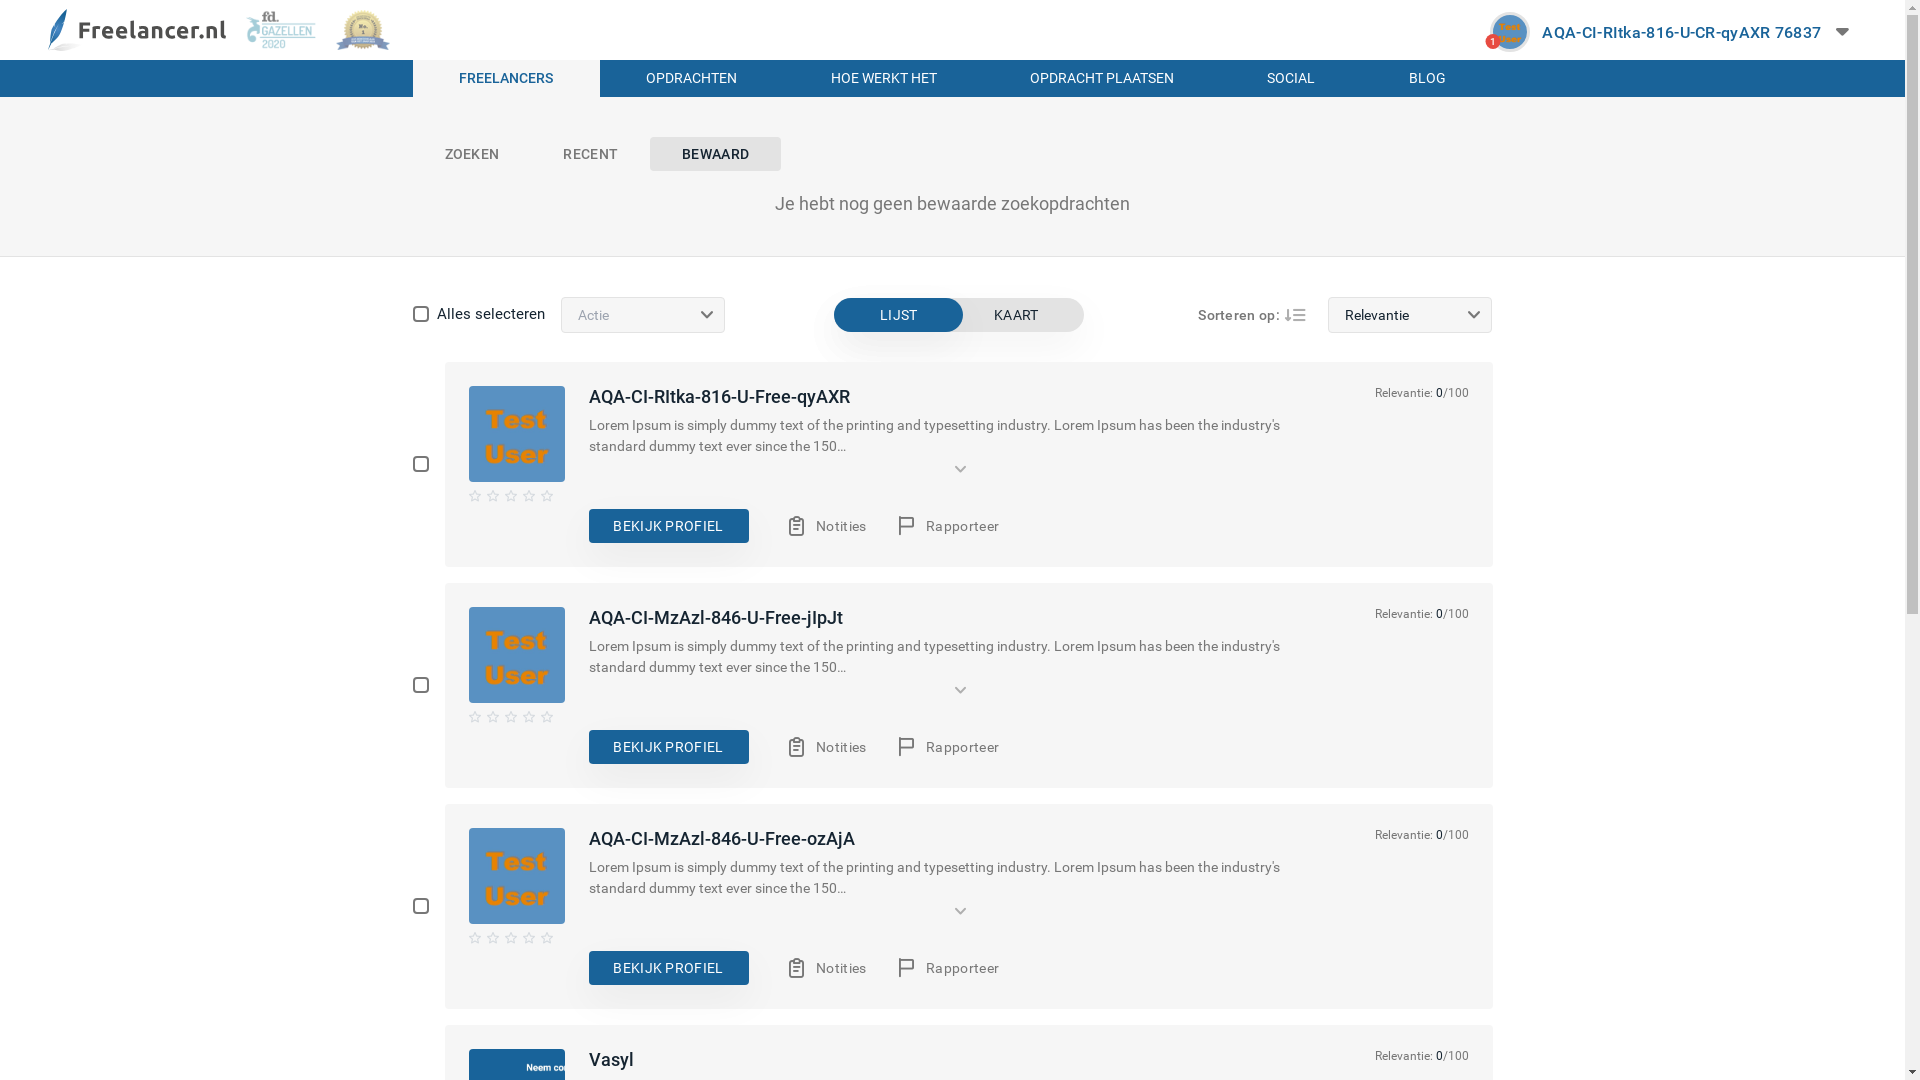 Freelancer.nl
fd.
GAZELLEN
2020
No.
1
1
AQA-CI-RItka-816-U-CR-qyAXR 76837
FREELANCERS
OPDRACHTEN
HOE WERKT HET
OPDRACHT PLAATSEN
SOCIAL
BLOG
ZOEKEN
RECENT
BEWAARD
Je hebt nog geen bewaarde zoekopdrachten
Alles selecteren
Actie
LIJST
KAART
Sorteren op:
Relevantie
Test
User
AQA-CI-RItka-816-U-Free-qyAXR
Relevantie: 0/100
Lorem Ipsum is simply dummy text of the printing and typesetting industry. Lorem Ipsum has been the industry's
standard dummy text ever since the 150...
BEKIJK PROFIEL
Notities
Rapporteer
Test
User
AQA-CI-MzAzl-846-U-Free-jIpJt
Relevantie: 0/100
Lorem Ipsum is simply dummy text of the printing and typesetting industry. Lorem Ipsum has been the industry's
standard dummy text ever since the 150...
BEKIJK PROFIEL
Notities
Rapporteer
Test
User
AQA-CI-MzAzl-846-U-Free-ozAjA
Relevantie: 0/100
Lorem Ipsum is simply dummy text of the printing and typesetting industry. Lorem Ipsum has been the industry's
standard dummy text ever since the 150...
BEKIJK PROFIEL
Notities
Rapporteer
Neem
Vasyl
Relevantie: 0/100